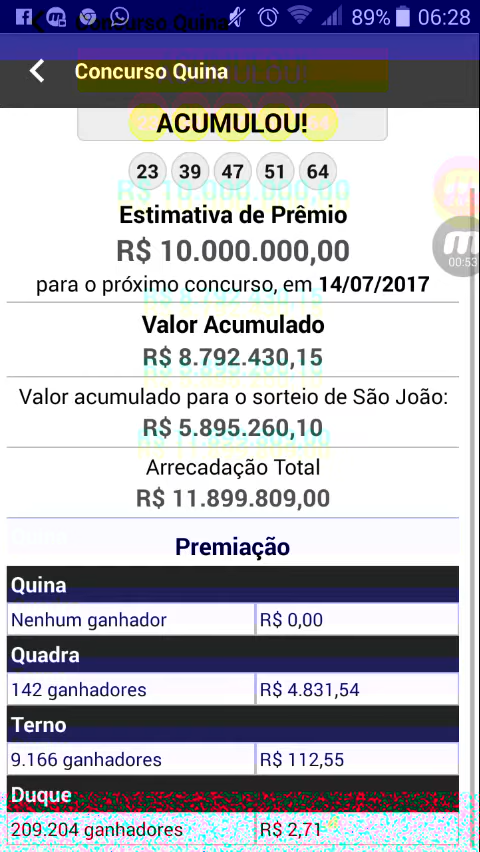 89% 06:28
Concurso Quina
ACUMULOU!
23 39 47 51 64
Estimativa de Prêmio
R$ 10.000.000,00
para o próximo concurso, em 14/07/2017
00:53
Valor Acumulado
R$ 8.792.430,15
Valor acumulado para o sorteio de São João:
R$ 5.895.260,10
Arrecadação Total
R$ 11.899.809,00
Premiação
Quina
Nenhum ganhador R$ 0,00
Quadra
142 ganhadores R$ 4.831,54
Terno
9.166 ganhadores R$ 112,55
Duque
209.204 ganhadores R$ 2,71